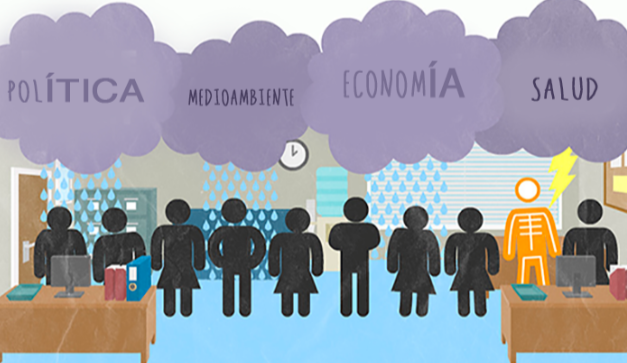 POLÍTICA
MEDIOAMBIENTE
ECONOMÍA
SALUD